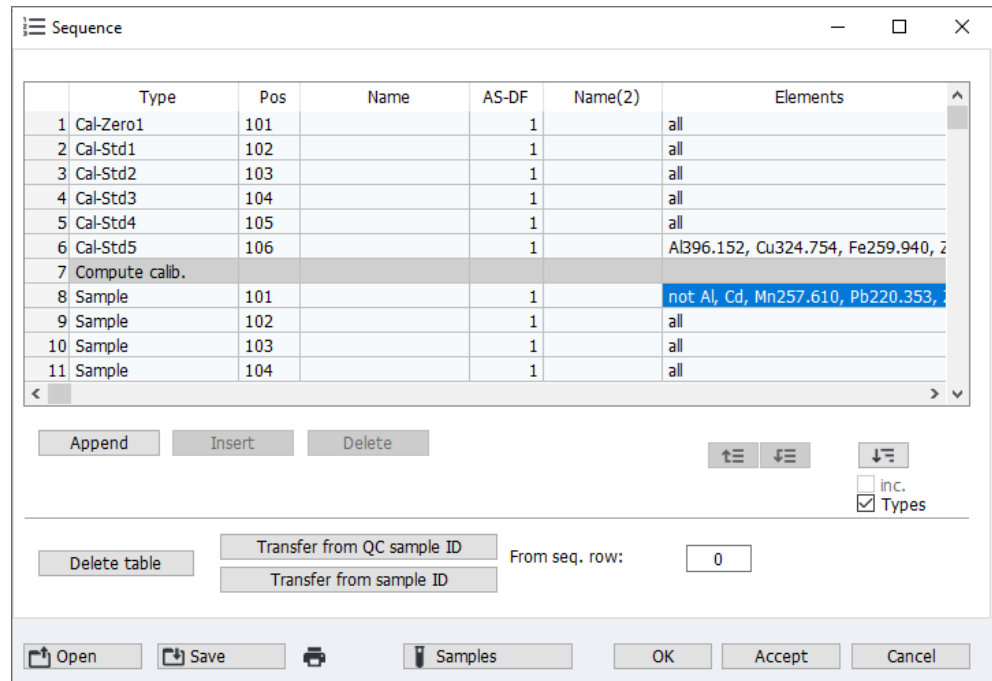 Sequence
Type Pos Name AS-DF Name(2) Elements
1 Cal-Zero1 101 1 all
2 Cal-Std1 102 1 all
3 Cal-Std2 103 1 all
4 Cal-Std3 104 1 all
5 Cal-Std4 105 1 all
6 Cal-Std5 106 1 Al396.152, Cu324.754, Fe259.940, Z
7 Compute calib.
8 Sample 101 1 not Al, Cd, Mn257.610, Pb220.353,
9 Sample 102 1 all
10 Sample 103 1 all
11 Sample 104 1 all
Append Insert Delete
inc.
Types
Transfer from QC sample ID
Delete table From seq. row: 0
Transfer from sample ID
Open Save Samples OK Accept Cancel